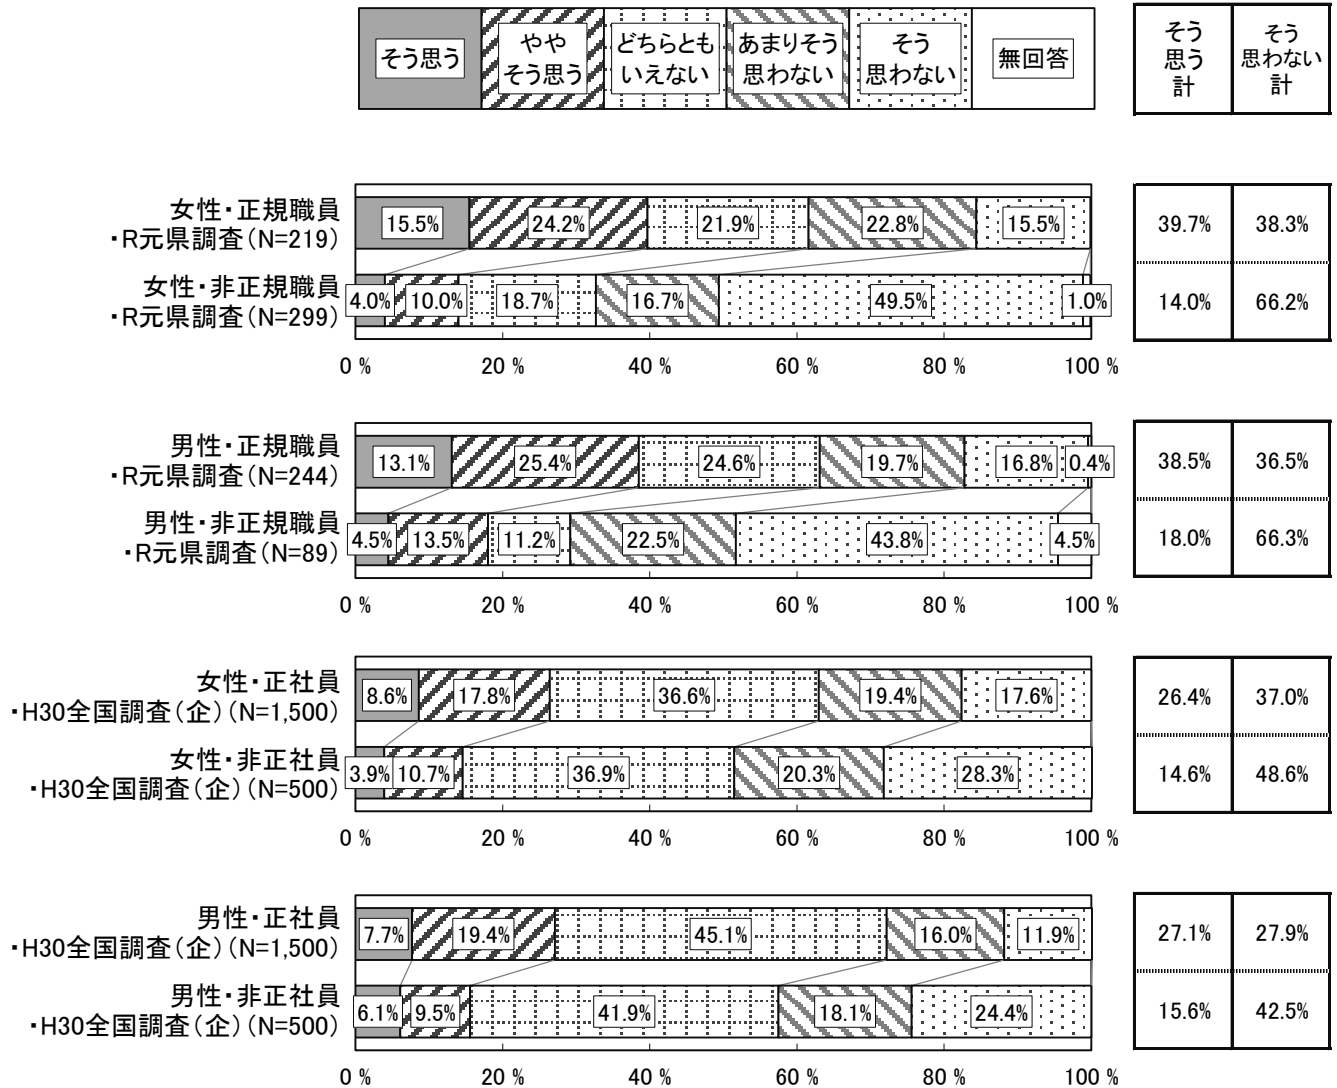 そう思う
やや
そう思う
どちらとも
いえない
あまりそう
思わない
そう
思わない
無回答
そう
思う
計
そう
思わない
計
女性・正規職員
・R元県調査(N=219)
15.5% 24.2% 21.9% 22.8% 15.5% 39.7% 38.3%
女性・非正規職員
・R元県調査(N=299)
4.0% 10.0% 18.7% 16.7% 49.5% 1.0% 14.0% 66.2%
0 % 20 % 40 % 60 % 80 % 100 %
男性・正規職員
・R元県調査(N=244)
13.1% 25.4% 24.6% 19.7% 16.8% 0.4% 38.5% 36.5%
男性・非正規職員
・R元県調査(N=89)
4.5% 13.5% 11.2% 22.5% 43.8% 4.5% 18.0% 66.3%
0 % 20 % 40 % 60 % 80 % 100 %
女性・正社員
・H30全国調査(企)(N=1,500)
8.6% 17.8% 36.6% 19.4% 17.6% 26.4% 37.0%
女性・非正社員
・H30全国調査(企)(N=500)
3.9% 10.7% 36.9% 20.3% 28.3% 14.6% 48.6%
0 % 20 % 40 % 60 % 80 % 100 %
男性・正社員
・H30全国調査(企)(N=1,500)
7.7% 19.4% 45.1% 16.0% 11.9% 27.1% 27.9%
男性・非正社員
・H30全国調査(企)(N=500)
6.1% 9.5% 41.9% 18.1% 24.4% 15.6% 42.5%
0 % 20 % 40 % 60 % 80 % 100 %